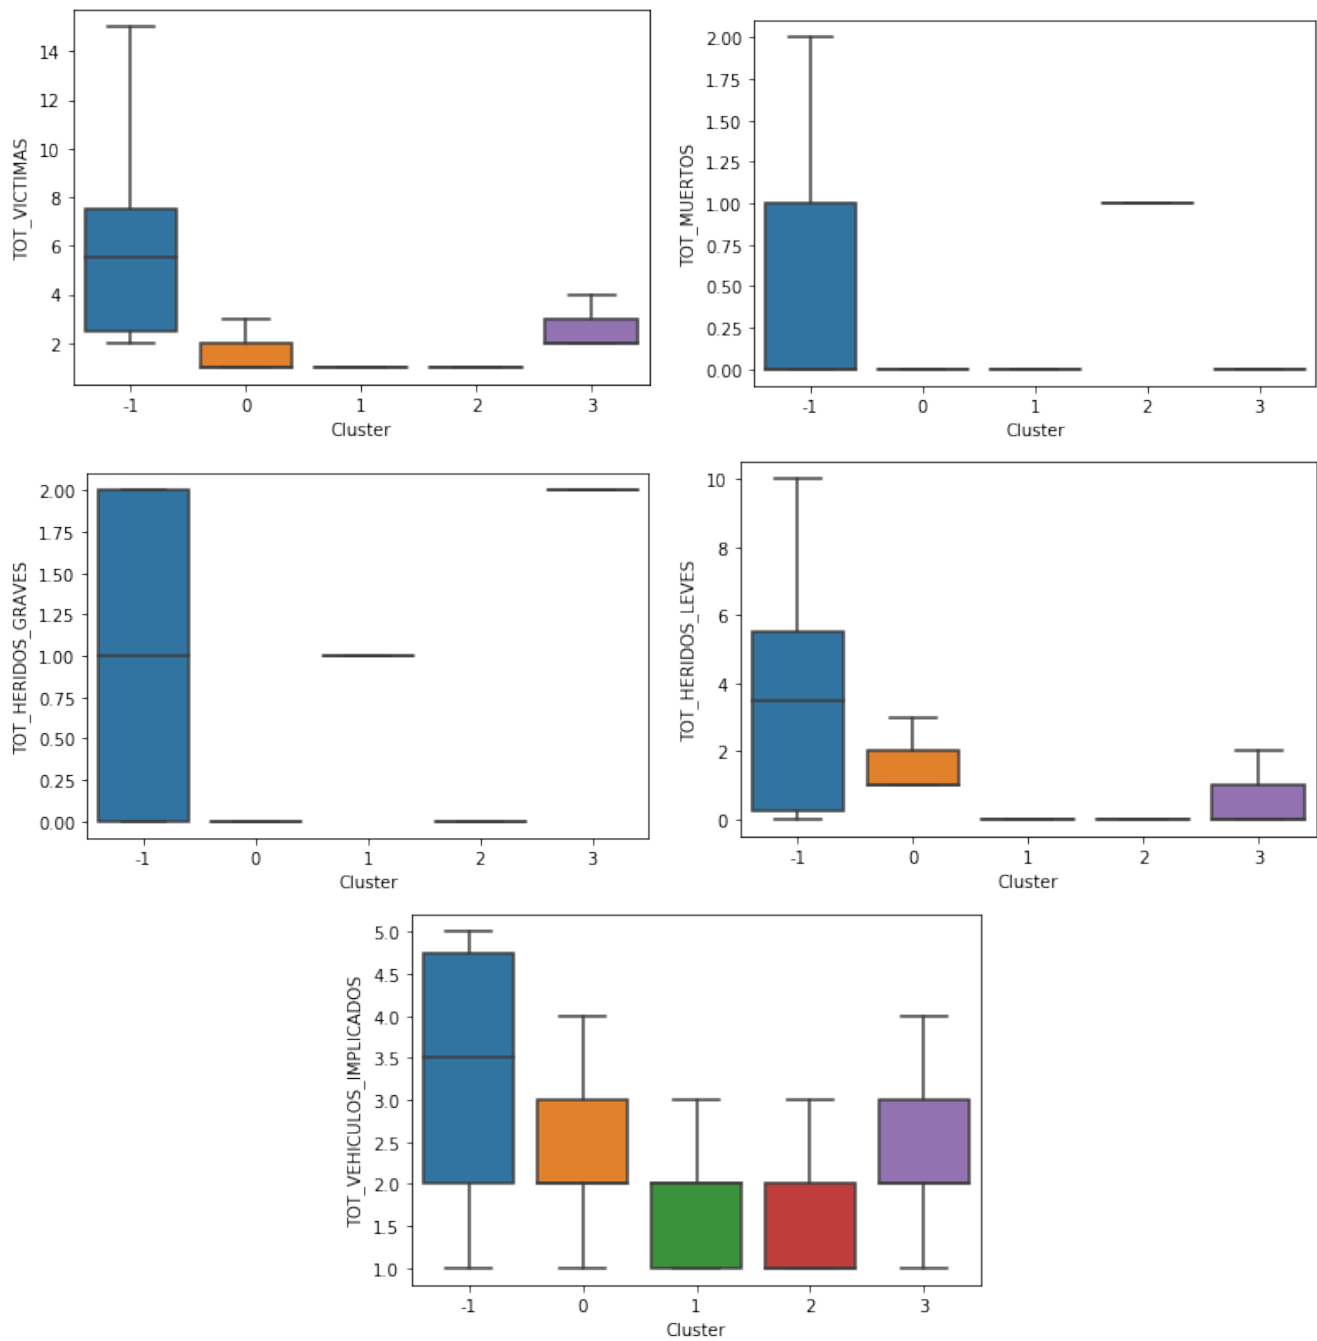 TOT_VICTIMAS
14
12
10
8
6
4
2
-1 0 1 2 3
Cluster
TOT_MUERTOS
2.00
1.75
1.50
1.25
1.00
0.75
0.50
0.25
0.00
-1 0 1 2 3
Cluster
TOT_HERIDOS_GRAVES
2.00
1.75
1.50
1.25
1.00
0.75
0.50
0.25
0.00
-1 0 1 2 3
Cluster
TOT_HERIDOS_LEVES
10
8
6
4
2
0
-1 0 1 2 3
Cluster
TOT_VEHICULOS_IMPLICADOS
5.0
4.5
4.0
3.5
3.0
2.5
2.0
1.5
1.0
-1 0 1 2 3
Cluster